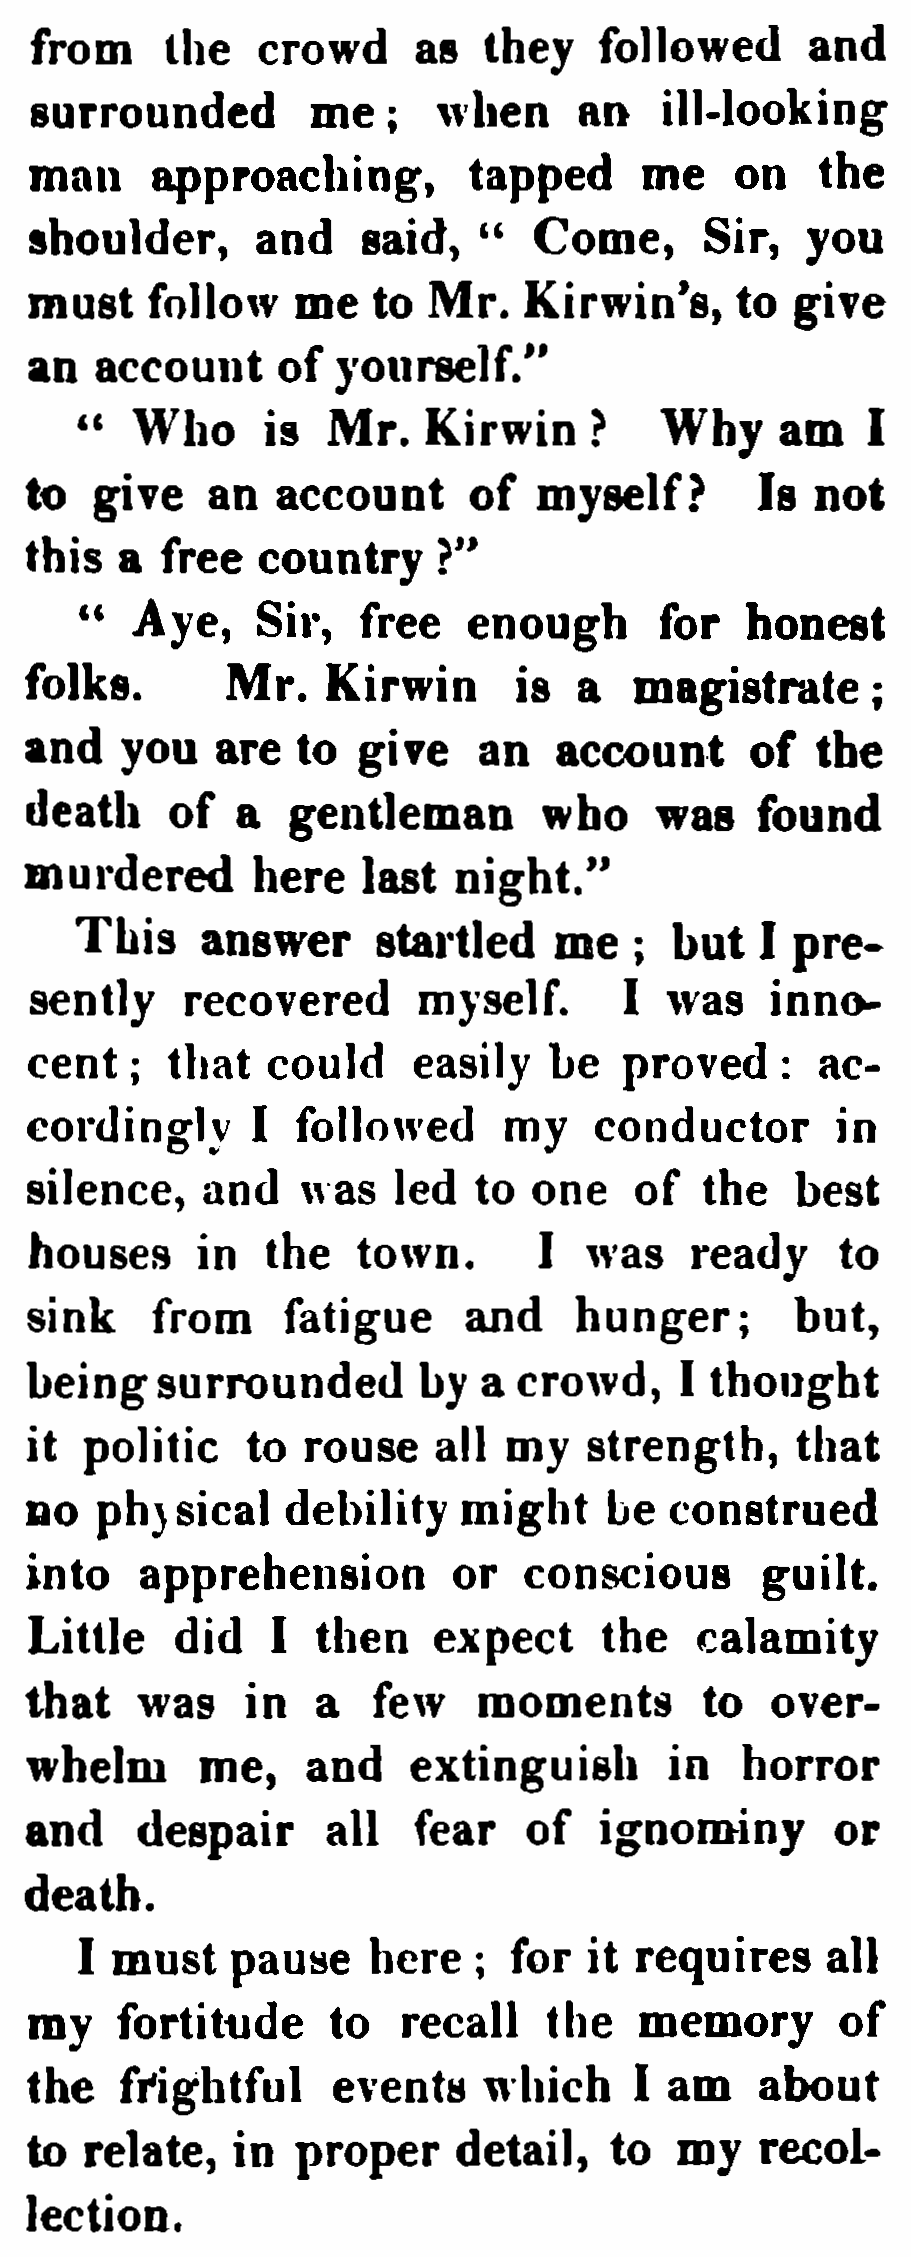 from the crowd as they followed and
surrounded me; when an ill-looking
man approaching, tapped me on the
shoulder, and said, “ Come, Sir, you
must follow me to Mr. Kirwin’s, to give
an account of yourself.”
“ Who is Mr. Kirwin? Why am I
to give an account of myself? Is not
this a free country?”
“ Aye, Sir, free enough for honest
folks. Mr. Kirwin is a magistrate;
and you are to give an account of the
death of a gentleman who was found
murdered here last night.”
This answer startled me; but I pre-
sently recovered myself. I was inno-
cent; that could easily be proved: ac-
cordingly I followed my conductor in
silence, and was led to one of the best
houses in the town. I was ready to
sink from fatigue and hunger; but,
being surrounded by a crowd, I thought
it politic to rouse all my strength, that
no physical debility might be construed
into apprehension or conscious guilt.
Little did I then expect the calamity
that was in a few moments to over-
whelm me, and extinguish in horror
and despair all fear of ignominy or
death.
I must pause here; for it requires all
my fortitude to recall the memory of
the frightful events which I am about
to relate, in proper detail, to my recol-
lection.